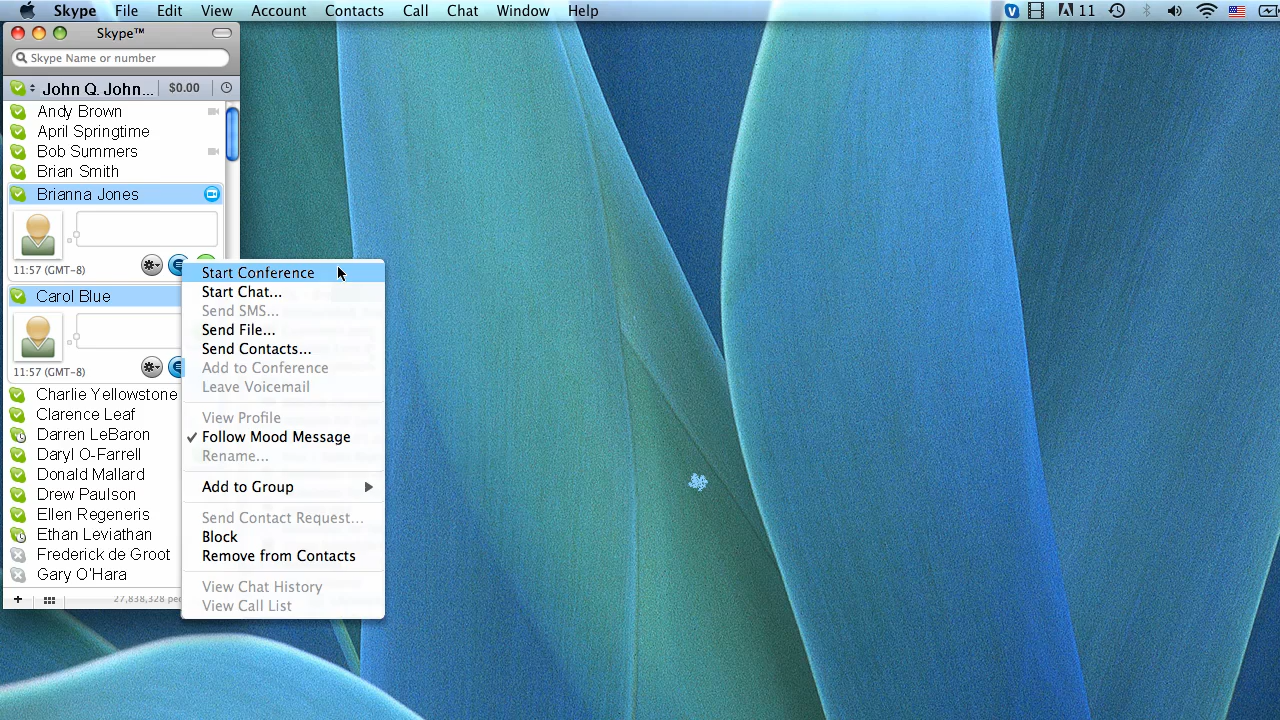 Skype File Edit View Account Contacts Call Chat Window Help 11
Skype™
Skype Name or number
John Q. John... $0.00
Andy Brown
April Springtime
Bob Summers
Brian Smith
Brianna Jones
11:57 (GMT-8)
Carol Blue
11:57 (GMT-8)
Charlie Yellowstone
Clarence Leaf
Darren LeBaron
Daryl O-Farrell
Donald Mallard
Drew Paulson
Ellen Regeneris
Ethan Leviathan
Frederick de Groot
Gary O'Hara
27,838,328
Start Conference
Start Chat...
Send SMS...
Send File...
Send Contacts...
Add to Conference
Leave Voicemail
View Profile
Follow Mood Message
Rename...
Add to Group
Send Contact Request...
Block
Remove from Contacts
View Chat History
View Call List